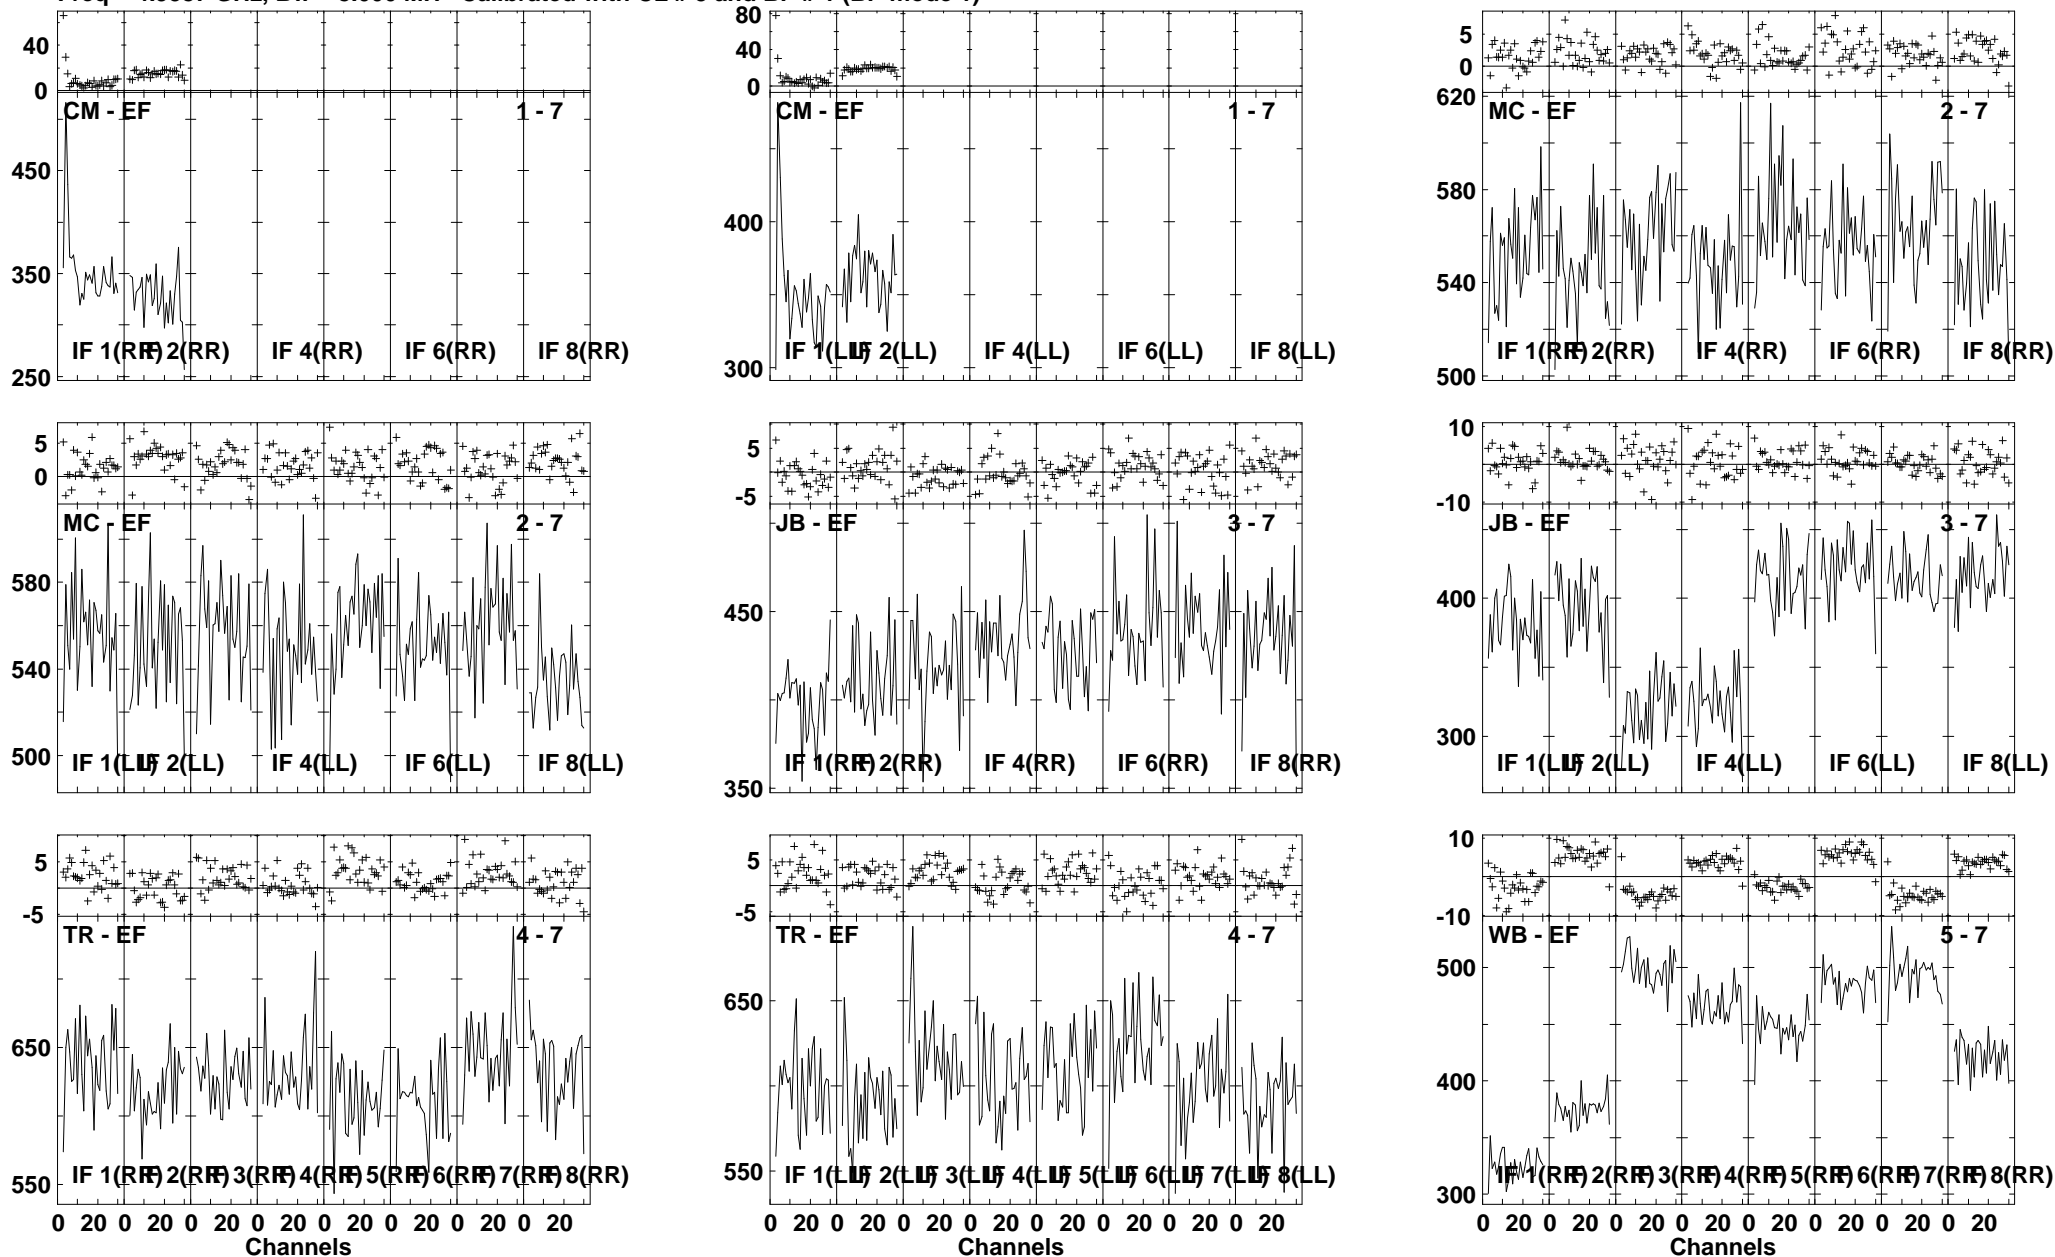 40
0
CM - EF 1 - 7
450
350
250
IF 1(RR) IF 2(RR) IF 4(RR) IF 6(RR) IF 8(RR)
80
40
0
CM - EF 1 - 7
400
300
IF 1(LL) IF 2(LL) IF 4(LL) IF 6(LL) IF 8(LL)
5
0
620
MC - EF 2 - 7
580
540
500
IF 1(RR) IF 2(RR) IF 4(RR) IF 6(RR) IF 8(RR)
5
0
MC - EF 2 - 7
580
540
500
IF 1(LL) IF 2(LL) IF 4(LL) IF 6(LL) IF 8(LL)
5
-5
JB - EF 3 - 7
450
350
IF 1(RR) IF 2(RR) IF 4(RR) IF 6(RR) IF 8(RR)
10
-10
JB - EF 3 - 7
400
300
IF 1(LL) IF 2(LL) IF 4(LL) IF 6(LL) IF 8(LL)
5
-5
TR - EF 4 - 7
650
550
IF 1(RR) IF 2(RR) IF 3(RR) IF 4(RR) IF 5(RR) IF 6(RR) IF 7(RR) IF 8(RR)
0 20 0 20 0 20 0 20 0 20 0 20 0 20 0 20
Channels
5
-5
TR - EF 4 - 7
650
550
IF 1(LL) IF 2(LL) IF 3(LL) IF 4(LL) IF 5(LL) IF 6(LL) IF 7(LL) IF 8(LL)
0 20 0 20 0 20 0 20 0 20 0 20 0 20 0 20
Channels
10
-10
WB - EF 5 - 7
500
400
300
IF 1(RR) IF 2(RR) IF 3(RR) IF 4(RR) IF 5(RR) IF 6(RR) IF 7(RR) IF 8(RR)
0 20 0 20 0 20 0 20 0 20 0 20 0 20 0 20
Channels